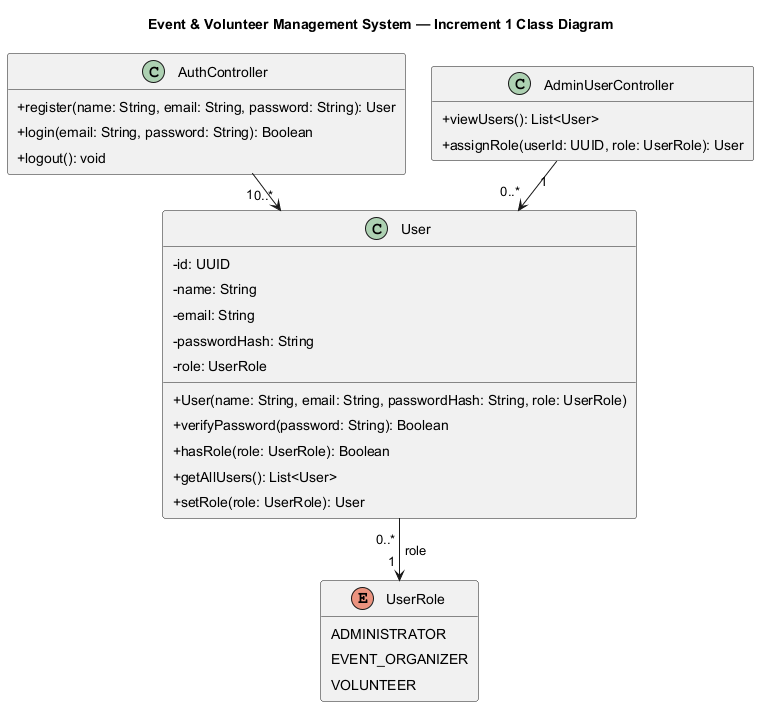 Event & Volunteer Management System — Increment 1 Class Diagram
C AuthController
+register(name: String, email: String, password: String): User
+login(email: String, password: String): Boolean
+logout(): void
C AdminUserController
+viewUsers(): List<User>
+assignRole(userId: UUID, role: UserRole): User
1
0..*
1
0..*
C User
-id: UUID
-name: String
-email: String
-passwordHash: String
-role: UserRole
+User(name: String, email: String, passwordHash: String, role: UserRole)
+verifyPassword(password: String): Boolean
+hasRole(role: UserRole): Boolean
+getAllUsers(): List<User>
+setRole(role: UserRole): User
0..*
role
1
E UserRole
ADMINISTRATOR
EVENT_ORGANIZER
VOLUNTEER